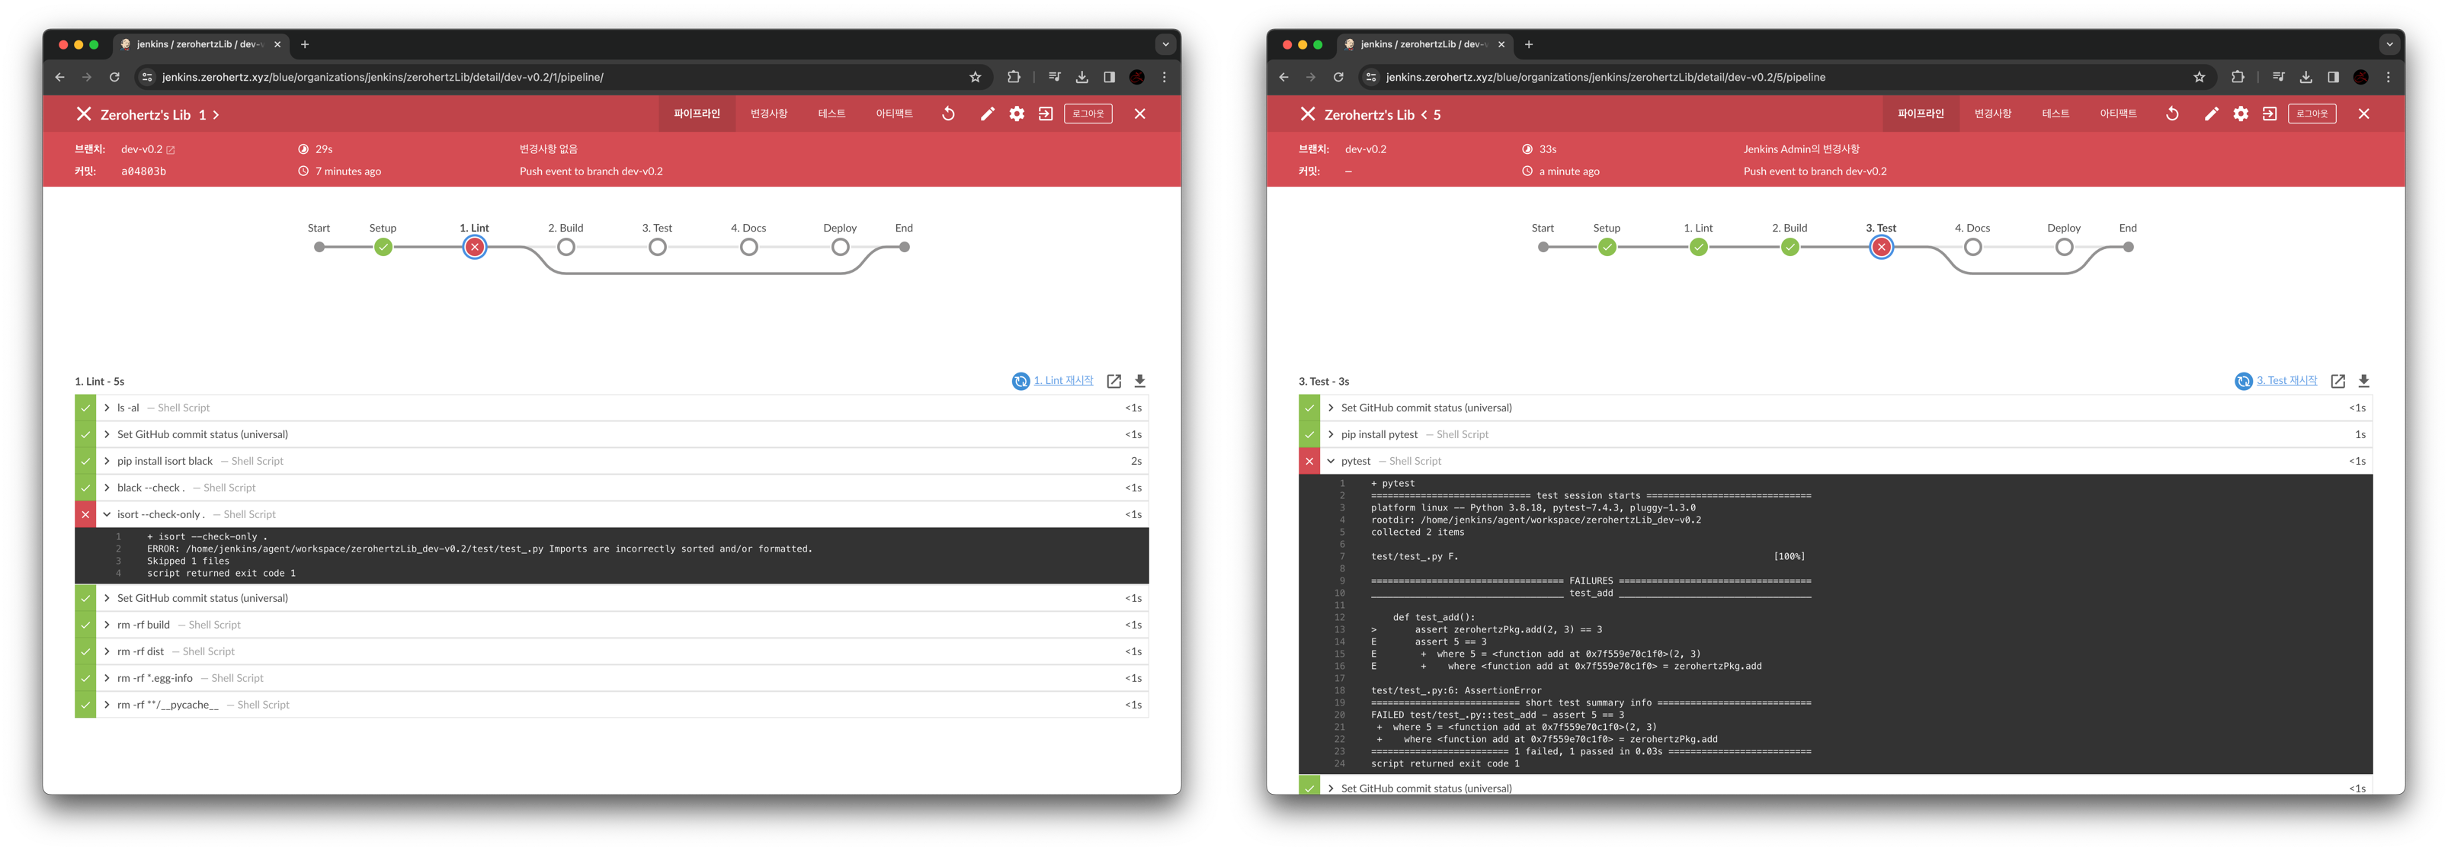 jenkins / zerohertzLib / dev-v
jenkins.zerohertz.xyz/blue/organizations/jenkins/zerohertzLib/detail/dev-v0.2/1/pipeline/
Zerohertz's Lib 1
파이프라인 변경사항 테스트 아티팩트 로그아웃
브랜치: dev-v0.2 29s 변경사항 없음
커밋: a04803b 7 minutes ago Push event to branch dev-v0.2
Start Setup 1. Lint 2. Build 3. Test 4. Docs Deploy End
1. Lint - 5s 1. Lint 재시작
ls -al — Shell Script <1s
Set GitHub commit status (universal) <1s
pip install isort black — Shell Script 2s
black --check . — Shell Script <1s
isort --check-only . — Shell Script <1s
1 + isort --check-only .
2 ERROR: /home/jenkins/agent/workspace/zerohertzLib_dev-v0.2/test/test_.py Imports are incorrectly sorted and/or formatted.
3 Skipped 1 files
4 script returned exit code 1
Set GitHub commit status (universal) <1s
rm -rf build — Shell Script <1s
rm -rf dist — Shell Script <1s
rm -rf *.egg-info — Shell Script <1s
rm -rf **/__pycache__ — Shell Script <1s
jenkins / zerohertzLib / dev-v
jenkins.zerohertz.xyz/blue/organizations/jenkins/zerohertzLib/detail/dev-v0.2/5/pipeline
Zerohertz's Lib < 5
파이프라인 변경사항 테스트 아티팩트 로그아웃
브랜치: dev-v0.2 33s Jenkins Admin의 변경사항
커밋: — a minute ago Push event to branch dev-v0.2
Start Setup 1. Lint 2. Build 3. Test 4. Docs Deploy End
3. Test - 3s 3. Test 재시작
Set GitHub commit status (universal) <1s
pip install pytest — Shell Script 1s
pytest — Shell Script <1s
1 + pytest
2 ============================= test session starts ==============================
3 platform linux -- Python 3.8.18, pytest-7.4.3, pluggy-1.3.0
4 rootdir: /home/jenkins/agent/workspace/zerohertzLib_dev-v0.2
5 collected 2 items
6
7 test/test_.py F. [100%]
8
9 =================================== FAILURES ===================================
10 ___________________________________ test_add ___________________________________
11
12 def test_add():
13 > assert zerohertzPkg.add(2, 3) == 3
14 E assert 5 == 3
15 E + where 5 = <function add at 0x7f559e70c1f0>(2, 3)
16 E + where <function add at 0x7f559e70c1f0> = zerohertzPkg.add
17
18 test/test_.py:6: AssertionError
19 =========================== short test summary info ============================
20 FAILED test/test_.py::test_add - assert 5 == 3
21 + where 5 = <function add at 0x7f559e70c1f0>(2, 3)
22 + where <function add at 0x7f559e70c1f0> = zerohertzPkg.add
23 ========================= 1 failed, 1 passed in 0.03s ==========================
24 script returned exit code 1
Set GitHub commit status (universal) <1s